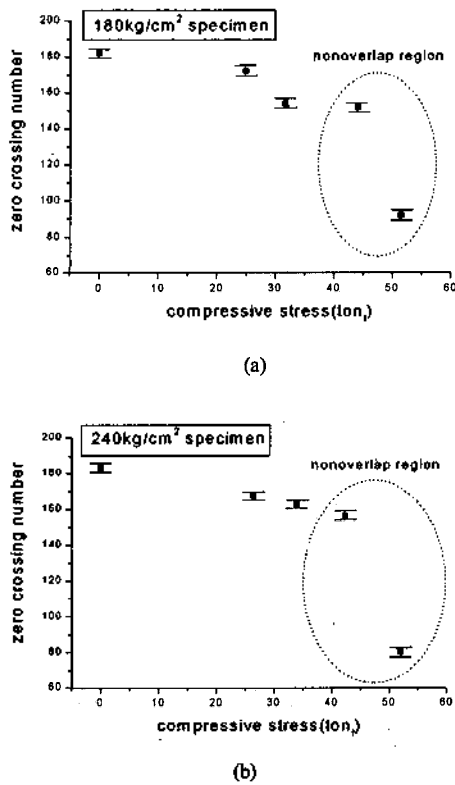 180kg/cm² specimen
nonoverlap region
zero crossing number
200
180
160
140
120
100
80
60
0 10 20 30 40 50 60
compressive stress(tonf)
(a)
240kg/cm² specimen
nonoverlap region
zero crossing number
200
180
160
140
120
100
80
60
0 10 20 30 40 50 60
compressive stress(tonf)
(b)